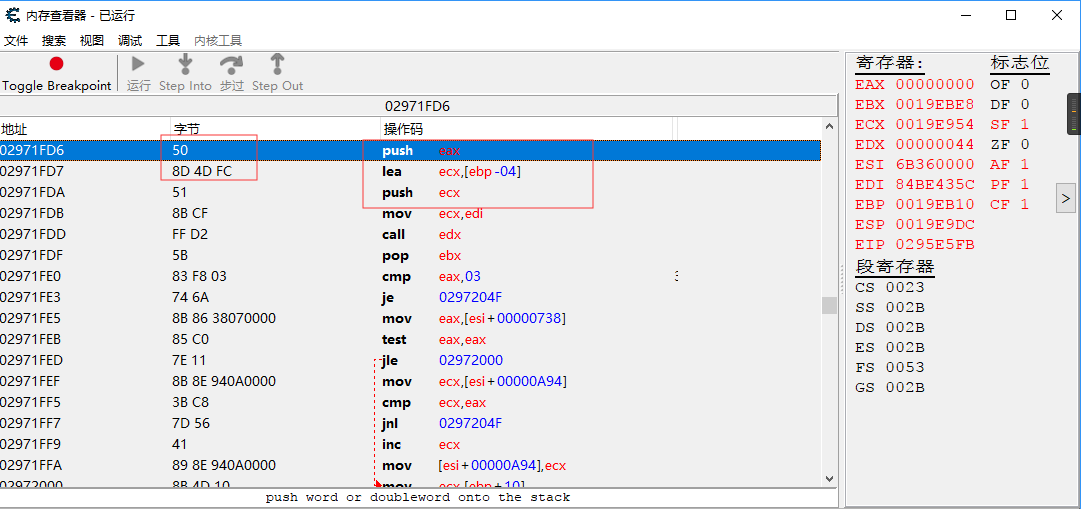 内存查看器 - 已运行
文件 搜索 视图 调试 工具 内核工具
Toggle Breakpoint 运行 Step Into 步过 Step Out
02971FD6
地址 字节 操作码
02971FD6 50 push eax
02971FD7 8D 4D FC lea ecx,[ebp-04]
02971FDA 51 push ecx
02971FDB 8B CF mov ecx,edi
02971FDD FF D2 call edx
02971FDF 5B pop ebx
02971FE0 83 F8 03 cmp eax,03 3
02971FE3 74 6A je 0297204F
02971FE5 8B 86 38070000 mov eax,[esi+00000738]
02971FEB 85 C0 test eax,eax
02971FED 7E 11 jle 02972000
02971FEF 8B 8E 940A0000 mov ecx,[esi+00000A94]
02971FF5 3B C8 cmp ecx,eax
02971FF7 7D 56 jnl 0297204F
02971FF9 41 inc ecx
02971FFA 89 8E 940A0000 mov [esi+00000A94],ecx
02972000 8B 4D 10 mov ecx,[ebp+10]
push word or doubleword onto the stack
寄存器: 标志位
EAX 00000000 OF 0
EBX 0019EBE8 DF 0
ECX 0019E954 SF 1
EDX 00000044 ZF 0
ESI 6B360000 AF 1
EDI 84BE435C PF 1
EBP 0019EB10 CF 1
ESP 0019E9DC
EIP 0295E5FB
段寄存器
CS 0023
SS 002B
DS 002B
ES 002B
FS 0053
GS 002B
>